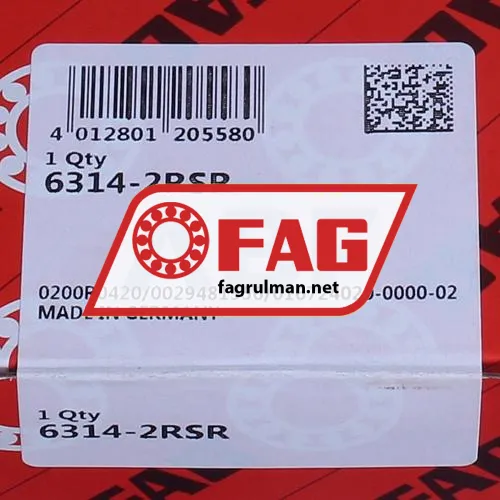 4 012801 205580
1 Qty
6314-2RSR
FAG
fagrulman.net
MADE IN GERMANY
1 Qty
6314-2RSR